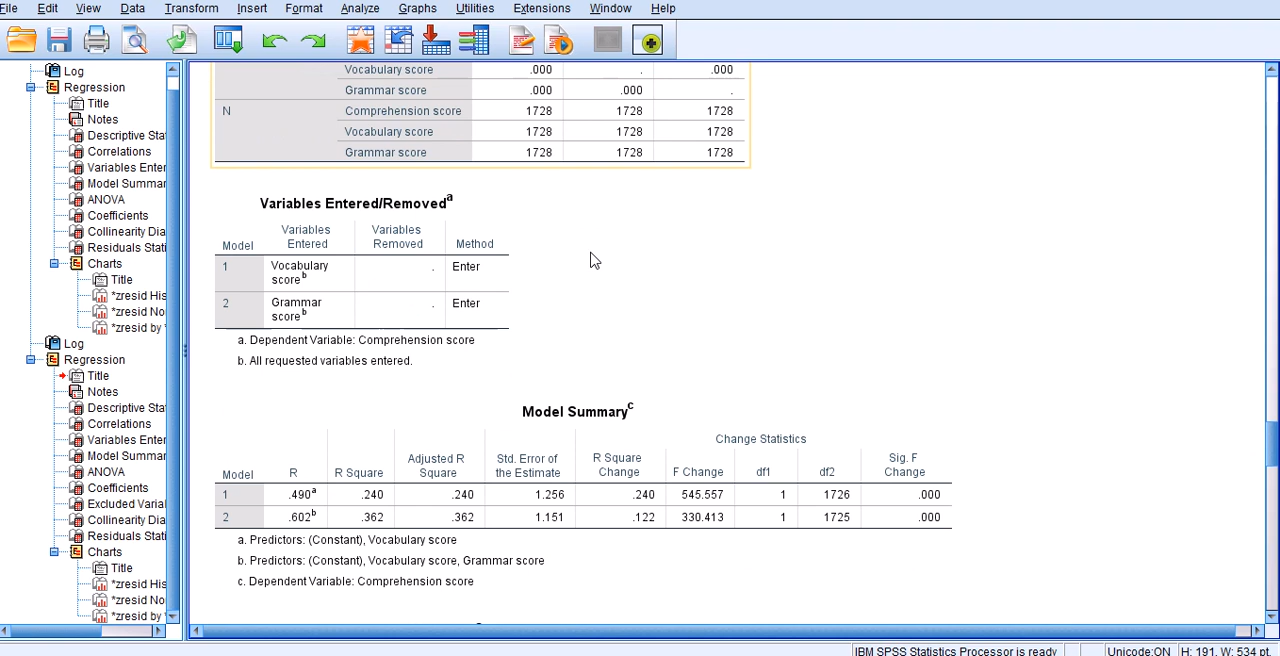 File Edit View Data Transform Insert Format Analyze Graphs Utilities Extensions Window Help
Log
Regression
Title
Notes
Descriptive Sta
Correlations
Variables Enter
Model Summar
ANOVA
Coefficients
Collinearity Dia
Residuals Stati
Charts
Title
*zresid His
*zresid No
*zresid by *
Log
Regression
Title
Notes
Descriptive Sta
Correlations
Variables Enter
Model Summar
ANOVA
Coefficients
Excluded Varial
Collinearity Dia
Residuals Stati
Charts
Title
*zresid His
*zresid No
*zresid by *
Vocabulary score .000 . .000
Grammar score .000 .000 .
N Comprehension score 1728 1728 1728
Vocabulary score 1728 1728 1728
Grammar score 1728 1728 1728
Variables Entered/Removedᵃ
Variables Variables
Model Entered Removed Method
1 Vocabulary . Enter
scoreᵇ
2 Grammar . Enter
scoreᵇ
a. Dependent Variable: Comprehension score
b. All requested variables entered.
Model Summaryᶜ
Change Statistics
Adjusted R Std. Error of R Square Sig. F
Model R R Square Square the Estimate Change F Change df1 df2 Change
1 .490ᵃ .240 .240 1.256 .240 545.557 1 1726 .000
2 .602ᵇ .362 .362 1.151 .122 330.413 1 1725 .000
a. Predictors: (Constant), Vocabulary score
b. Predictors: (Constant), Vocabulary score, Grammar score
c. Dependent Variable: Comprehension score
IBM SPSS Statistics Processor is ready Unicode:ON H: 191, W: 534 pt.